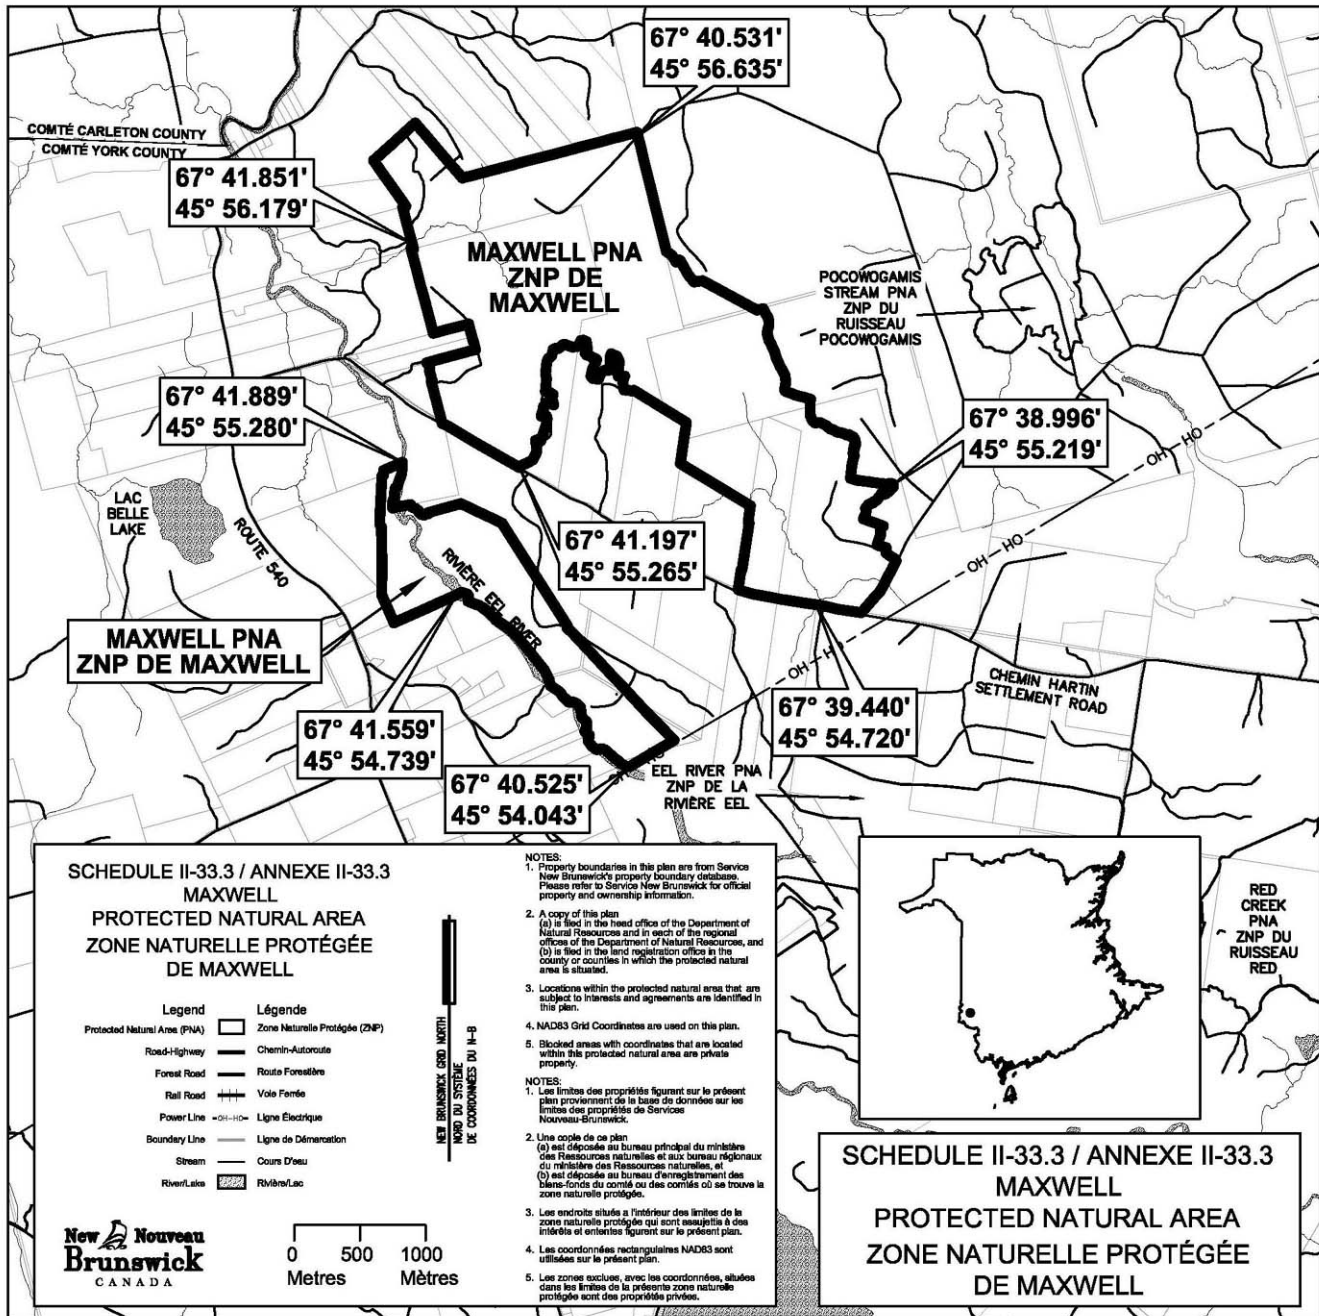 67° 40.531'
45° 56.635'
COMTÉ CARLETON COUNTY
COMTÉ YORK COUNTY
67° 41.851'
45° 56.179'
MAXWELL PNA
ZNP DE
MAXWELL
POCOWOGAMIS
STREAM PNA
ZNP DU
RUISSEAU
POCOWOGAMIS
67° 41.889'
45° 55.280'
67° 38.996'
45° 55.219'
OH-HO
LAC
BELLE
LAKE
ROUTE 540
67° 41.197'
45° 55.265'
OH-HO
RIVIÈRE EEL RIVER
MAXWELL PNA
ZNP DE MAXWELL
OH-HO
CHEMIN HARTIN
SETTLEMENT ROAD
67° 41.559'
45° 54.739'
67° 39.440'
45° 54.720'
67° 40.525'
45° 54.043'
EEL RIVER PNA
ZNP DE LA
RIVIÈRE EEL
RED
CREEK
PNA
ZNP DU
RUISSEAU
RED
SCHEDULE II-33.3 / ANNEXE II-33.3
MAXWELL
PROTECTED NATURAL AREA
ZONE NATURELLE PROTÉGÉE
DE MAXWELL
Legend Légende
Protected Natural Area (PNA) Zone Naturelle Protégée (ZNP)
Road-Highway Chemin-Autoroute
Forest Road Route Forestière
Rail Road Voie Ferrée
Power Line -OH-HO- Ligne Électrique
Boundary Line Ligne de Démarcation
Stream Cours D'eau
River/Lake Rivière/Lac
NEW BRUNSWICK GRID NORTH
NORD DU SYSTÈME
DE COORDONNÉES DU N-B
New Nouveau
Brunswick
CANADA
0 500 1000
Metres Mètres
NOTES:
1. Property boundaries in this plan are from Service
New Brunswick's property boundary database.
Please refer to Service New Brunswick for official
property and ownership information.
2. A copy of this plan
(a) is filed in the head office of the Department of
Natural Resources and in each of the regional
offices of the Department of Natural Resources, and
(b) is filed in the land registration office in the
county or counties in which the protected natural
area is situated.
3. Locations within the protected natural area that are
subject to interests and agreements are identified in
this plan.
4. NAD83 Grid Coordinates are used on this plan.
5. Blocked areas with coordinates that are located
within this protected natural area are private
property.
NOTES:
1. Les limites des propriétés figurant sur le présent
plan proviennent de la base de données sur les
limites des propriétés de Services
Nouveau-Brunswick.
2. Une copie de ce plan
(a) est déposée au bureau principal du ministère
des Ressources naturelles et aux bureau régionaux
du ministère des Ressources naturelles, et
(b) est déposée au bureau d'enregistrement des
biens-fonds du comté ou des comtés où se trouve la
zone naturelle protégée.
3. Les endroits situés a l'intérieur des limites de la
zone naturelle protégée qui sont assujettis à des
intérêts et ententes figurant sur le présent plan.
4. Les coordonnées rectangulaires NAD83 sont
utilisées sur le présent plan.
5. Les zones exclues, avec les coordonnées, situées
dans les limites de la présente zone naturelle
protégée sont des propriétés privées.
SCHEDULE II-33.3 / ANNEXE II-33.3
MAXWELL
PROTECTED NATURAL AREA
ZONE NATURELLE PROTÉGÉE
DE MAXWELL